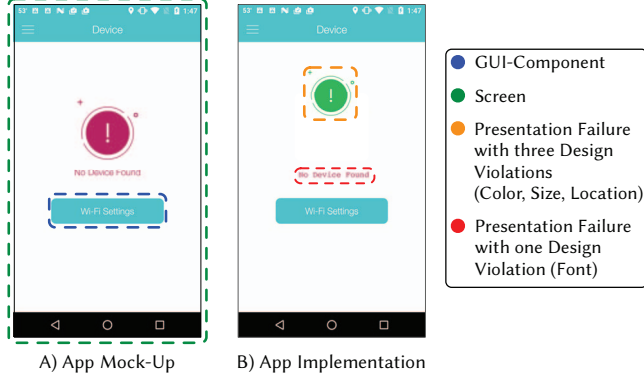 53° 1:47
Device
!
No Device Found
Wi-Fi Settings
A) App Mock-Up
53° 1:47
Device
!
No Device Found
Wi-Fi Settings
B) App Implementation
GUI-Component
Screen
Presentation Failure
with three Design
Violations
(Color, Size, Location)
Presentation Failure
with one Design
Violation (Font)